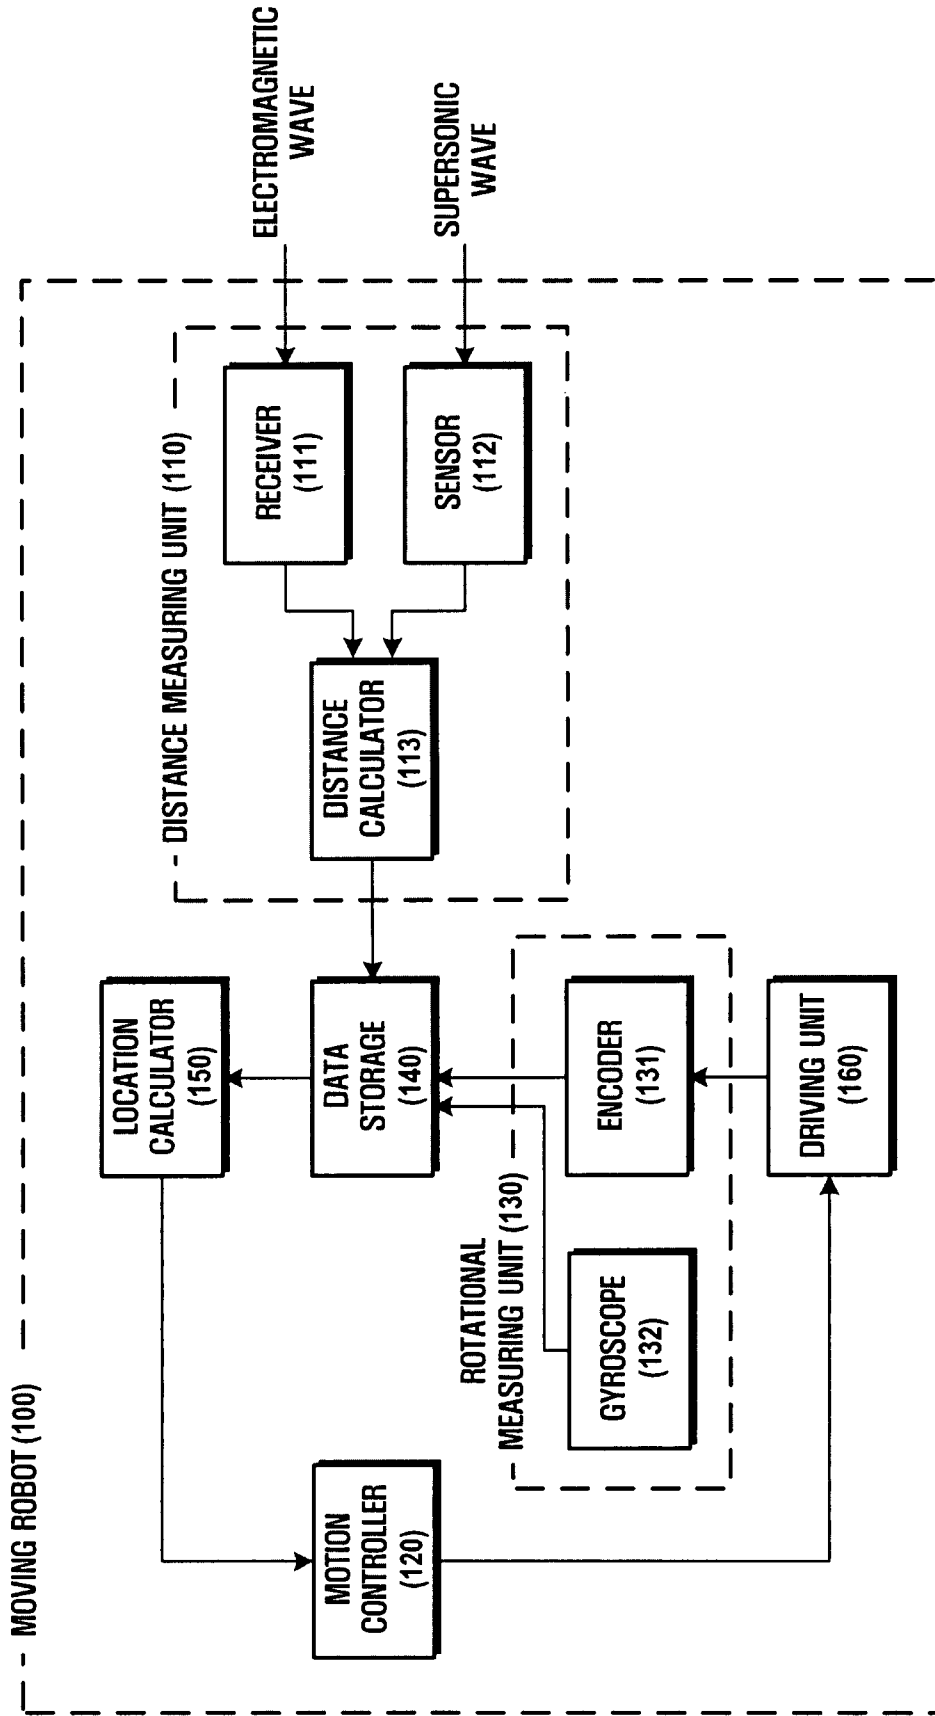 MOVING ROBOT (100)
DISTANCE MEASURING UNIT (110)
ELECTROMAGNETIC
WAVE
SUPERSONIC
WAVE
RECEIVER
(111)
SENSOR
(112)
DISTANCE
CALCULATOR
(113)
LOCATION
CALCULATOR
(150)
DATA
STORAGE
(140)
MOTION
CONTROLLER
(120)
ROTATIONAL
MEASURING UNIT (130)
GYROSCOPE
(132)
ENCODER
(131)
DRIVING UNIT
(160)